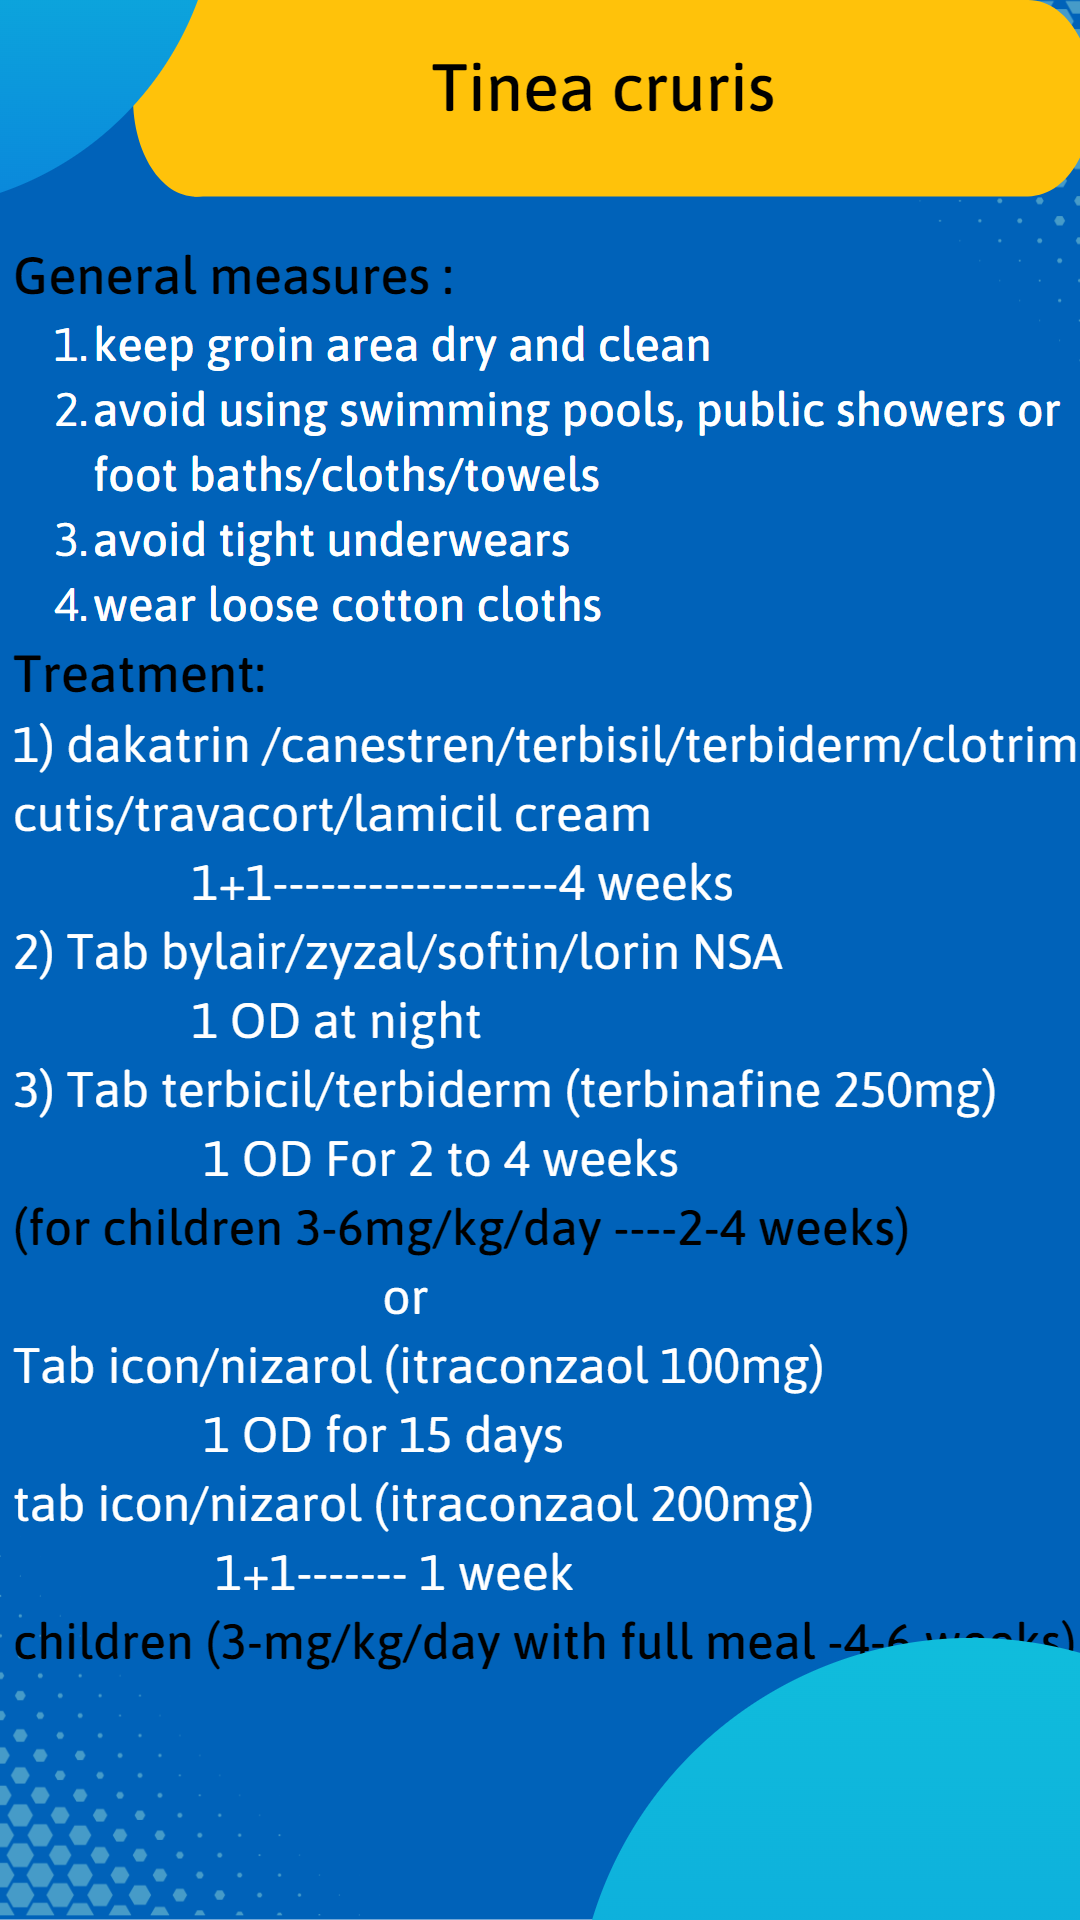 Tinea cruris
General measures :
1. keep groin area dry and clean
2. avoid using swimming pools, public showers or
foot baths/cloths/towels
3. avoid tight underwears
4. wear loose cotton cloths
Treatment:
1) dakatrin /canestren/terbisil/terbiderm/clotrim
cutis/travacort/lamicil cream
1+1------------------4 weeks
2) Tab bylair/zyzal/softin/lorin NSA
1 OD at night
3) Tab terbicil/terbiderm (terbinafine 250mg)
1 OD For 2 to 4 weeks
(for children 3-6mg/kg/day ----2-4 weeks)
or
Tab icon/nizarol (itraconzaol 100mg)
1 OD for 15 days
tab icon/nizarol (itraconzaol 200mg)
1+1------- 1 week
children (3-mg/kg/day with full meal -4-6 weeks)